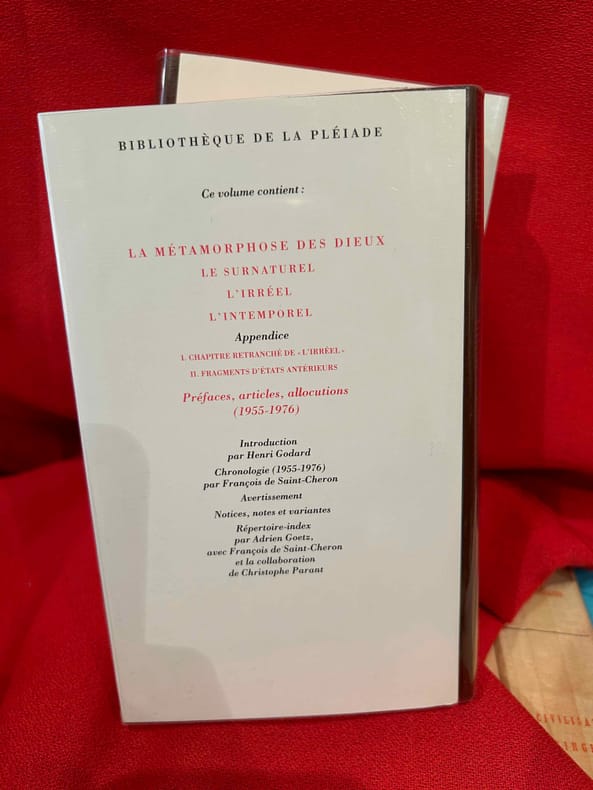 BIBLIOTHÈQUE DE LA PLÉIADE
Ce volume contient :
LA MÉTAMORPHOSE DES DIEUX
LE SURNATUREL
L'IRRÉEL
L'INTEMPOREL
Appendice
I. CHAPITRE RETRANCHÉ DE « L'IRRÉEL »
II. FRAGMENTS D'ÉTATS ANTÉRIEURS
Préfaces, articles, allocutions
(1955-1976)
Introduction
par Henri Godard
Chronologie (1955-1976)
par François de Saint-Cheron
Avertissement
Notices, notes et variantes
Répertoire-index
par Adrien Goetz,
avec François de Saint-Cheron
et la collaboration
de Christophe Parant